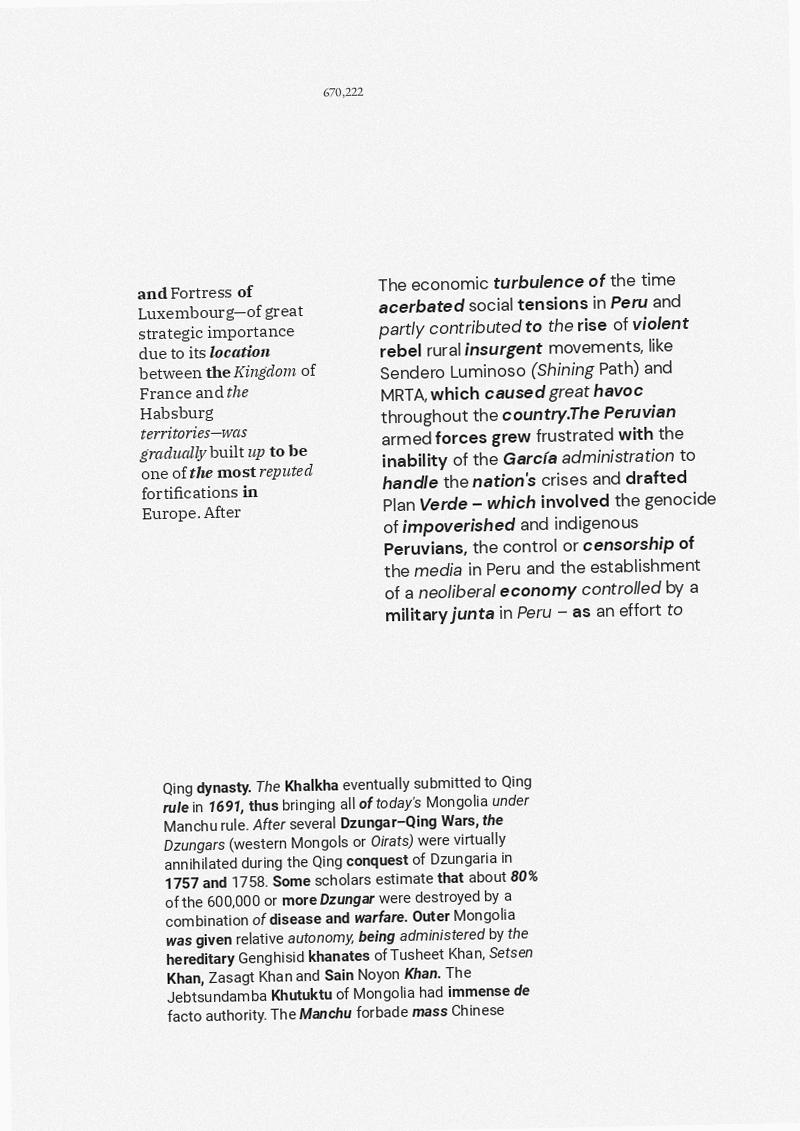 670,222
and Fortress of
Luxembourg—of great
strategic importance
due to its location
between the Kingdom of
France and the
Habsburg
territories—was
gradually built up to be
one of the most reputed
fortifications in
Europe. After
The economic turbulence of the time
acerbated social tensions in Peru and
partly contributed to the rise of violent
rebel rural insurgent movements, like
Sendero Luminoso (Shining Path) and
MRTA, which caused great havoc
throughout the country.The Peruvian
armed forces grew frustrated with the
inability of the García administration to
handle the nation's crises and drafted
Plan Verde – which involved the genocide
of impoverished and indigenous
Peruvians, the control or censorship of
the media in Peru and the establishment
of a neoliberal economy controlled by a
military junta in Peru – as an effort to
Qing dynasty. The Khalkha eventually submitted to Qing
rule in 1691, thus bringing all of today's Mongolia under
Manchu rule. After several Dzungar–Qing Wars, the
Dzungars (western Mongols or Oirats) were virtually
annihilated during the Qing conquest of Dzungaria in
1757 and 1758. Some scholars estimate that about 80%
of the 600,000 or more Dzungar were destroyed by a
combination of disease and warfare. Outer Mongolia
was given relative autonomy, being administered by the
hereditary Genghisid khanates of Tusheet Khan, Setsen
Khan, Zasagt Khan and Sain Noyon Khan. The
Jebtsundamba Khutuktu of Mongolia had immense de
facto authority. The Manchu forbade mass Chinese